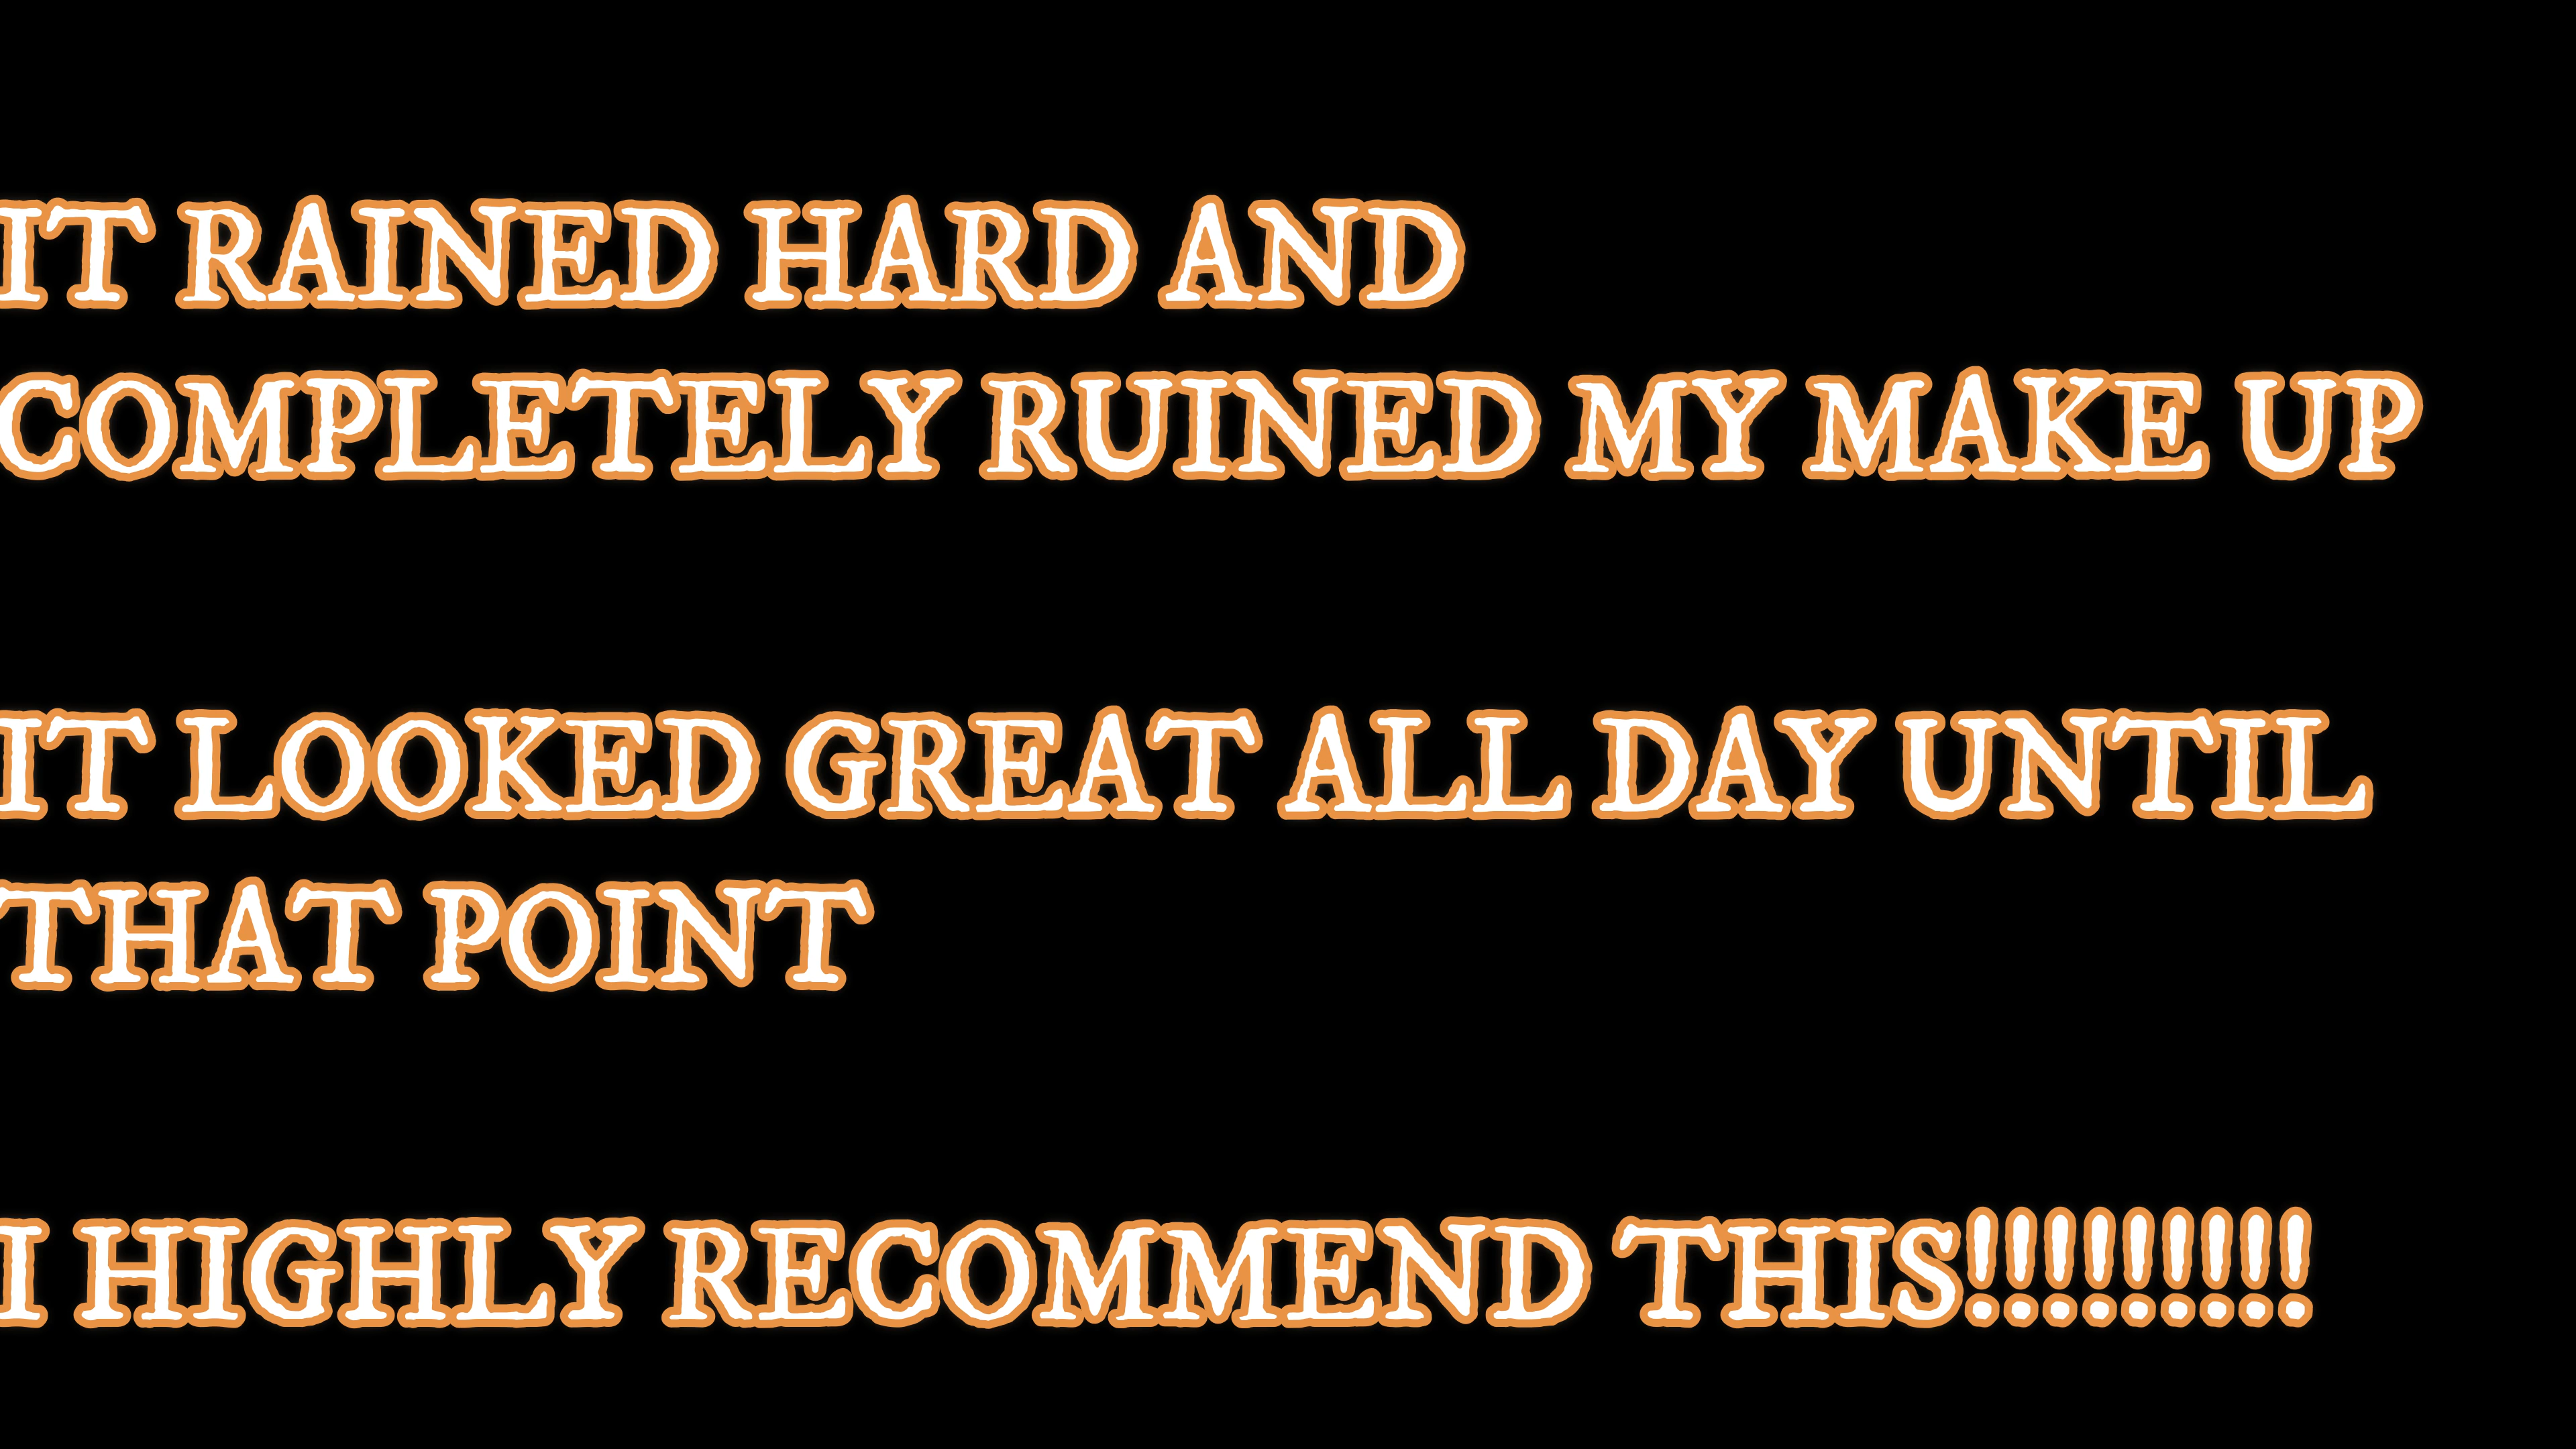 IT RAINED HARD AND
COMPLETELY RUINED MY MAKE UP
IT LOOKED GREAT ALL DAY UNTIL
THAT POINT
I HIGHLY RECOMMEND THIS!!!!!!!!!